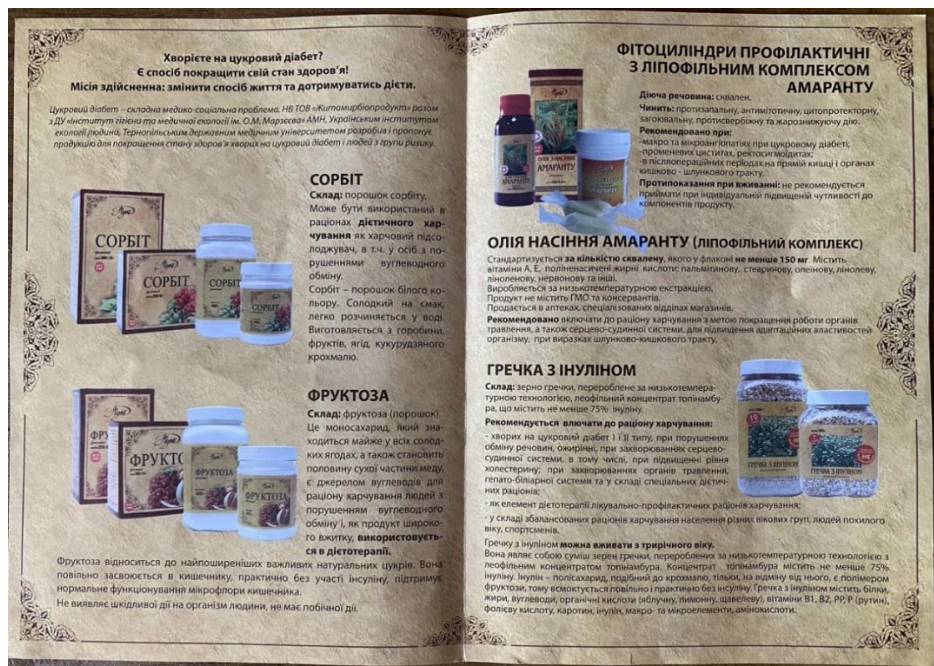 Хворієте на цукровий діабет?
Є спосіб покращити свій стан здоров'я!
Місія здійсненна: змінити спосіб життя та дотримуватись дієти.
Цукровий діабет – складна медико-соціальна проблема. НВ ТОВ «Житомирбіопродукт» разом
з ДУ «Інститут гігієни та медичної екології ім. О.М. Марзєєва» АМН, Українським інститутом
екології людини, Тернопільським державним медичним університетом розробив і пропонує
продукцію для покращення стану здоров'я хворих на цукровий діабет і людей з групи ризику.
СОРБІТ
Склад: порошок сорбіту.
Може бути використаний в
раціонах дієтичного хар-
чування як харчовий підсо-
лоджувач, в т.ч. у осіб з по-
рушеннями вуглеводного
обміну.
Сорбіт – порошок білого ко-
льору. Солодкий на смак,
легко розчиняється у воді.
Виготовляється з горобини,
фруктів, ягід, кукурудзяного
крохмалю.
СОРБІТ
СОРБІТ
СОРБІТ
СОРБІТ
ФРУКТОЗА
Склад: фруктоза (порошок).
Це моносахарид, який зна-
ходиться майже у всіх солод-
ких ягодах, а також становить
половину сухої частини меду,
є джерелом вуглеводів для
раціону харчування людей з
порушенням вуглеводного
обміну і, як продукт широко-
го вжитку, використовуєть-
ся в дієтотерапії.
ФРУКТОЗА
ФРУКТОЗА
Фруктоза відноситься до найпоширеніших важливих натуральних цукрів. Вона
повільно засвоюється в кишечнику, практично без участі інсуліну, підтримує
нормальне функціонування мікрофлори кишечника.
Не виявляє шкідливої дії на організм людини, не має побічної дії.
ФІТОЦИЛІНДРИ ПРОФІЛАКТИЧНІ
З ЛІПОФІЛЬНИМ КОМПЛЕКСОМ
АМАРАНТУ
Діюча речовина: сквален.
Чинить: протизапальну, антимітотичну, цитопротекторну,
загоювальну, протисвербіжну та жарознижуючу дію.
Рекомендовано при:
-макро та мікроангіопатіях при цукровому діабеті;
-променевих циститах, ректосигмоїдитах;
-в післяопераційних періодах на прямій кишці і органах
кишково - шлункового тракту.
Протипоказання при вживанні: не рекомендується
приймати при індивідуальній підвищеній чутливості до
компонентів продукту.
АМАРАНТУ
АМАРАНТУ
ОЛІЯ НАСІННЯ АМАРАНТУ (ЛІПОФІЛЬНИЙ КОМПЛЕКС)
Стандартизується за кількістю сквалену, якого у флаконі не менше 150 мг. Містить
вітаміни А, Е, поліненасичені жирні кислоти: пальмітинову, стеаринову, олеїнову, лінолеву,
ліноленову, нервонову та інші.
Виробляється за низькотемпературною екстракцією.
Продукт не містить ГМО та консервантів.
Продається в аптеках, спеціалізованих відділах магазинів.
Рекомендовано включати до раціону харчування з метою покращення роботи органів
травлення, а також серцево-судинної системи, для підвищення адаптаційних властивостей
організму, при виразках шлунково-кишкового тракту.
ГРЕЧКА З ІНУЛІНОМ
Склад: зерно гречки, перероблене за низькотемпера-
турною технологією, леофільний концентрат топінамбу-
ра, що містить не менше 75% інуліну.
Рекомендується влючати до раціону харчування:
- хворих на цукровий діабет І і ІІ типу, при порушеннях
обміну речовин, ожирінні, при захворюваннях серцево-
судинної системи, в тому числі, при підвищенні рівня
холестерину; при захворюваннях органів травлення,
гепато-біліарної системи та у складі спеціальних дієтич-
них раціонів;
- як елемент дієтотерапії лікувально-профілактичних раціонів харчування;
- у складі збалансованих раціонів харчування населення різних вікових груп, людей похилого
віку, спортсменів.
ГРЕЧКА З ІНУЛІНОМ
ГРЕЧКА З ІНУЛІНОМ
Гречку з інуліном можна вживати з трирічного віку.
Вона являє собою суміш зерен гречки, перероблених за низькотемпературною технологією з
леофільним концентратом топінамбура. Концентрат топінамбура містить не менше 75%
інуліну. Інулін – полісахарид, подібний до крохмалю, тільки, на відміну від нього, є полімером
фруктози, тому всмоктується повільно і практично без інсуліну. Гречка з інуліном містить білки,
жири, вуглеводи, органічні кислоти (яблучну, лимонну, щавелеву), вітаміни В1, В2, РР, Р (рутин),
фолієву кислоту, каротин, інулін, макро- та мікроелементи, амінокислоти.